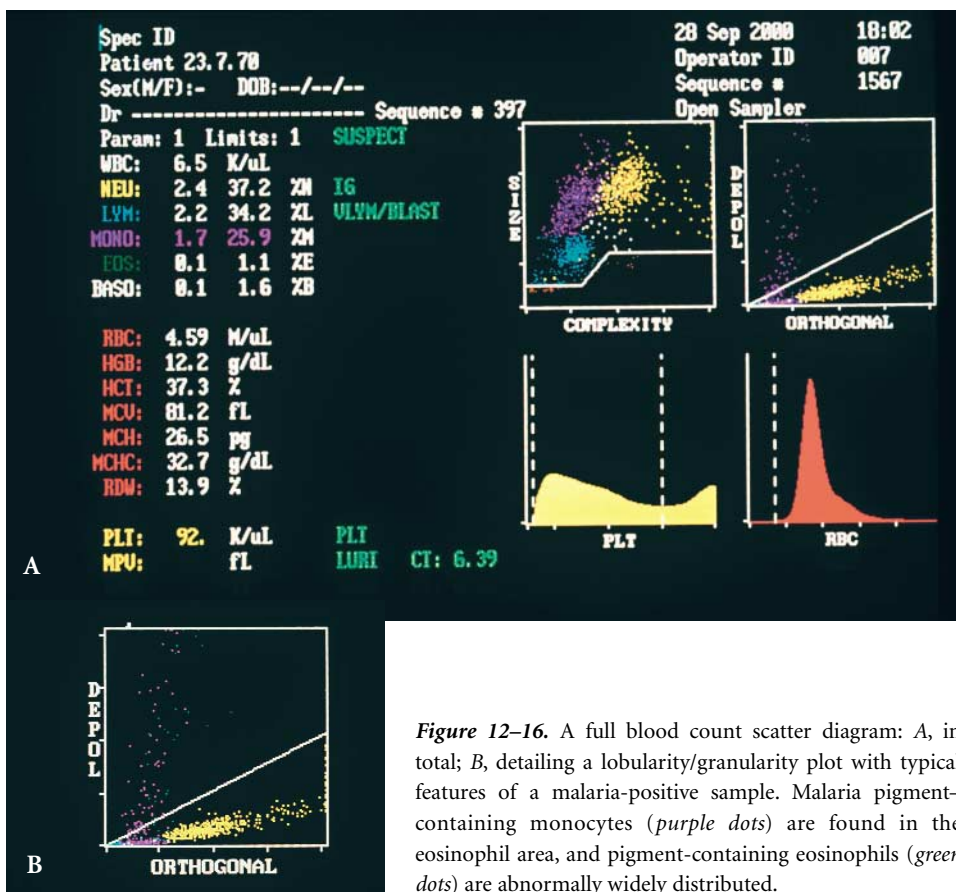 Spec ID
28 Sep 2000 18:02
Patient 23.7.70
Operator ID 007
Sex(M/F):- DOB:--/--/--
Sequence # 1567
Dr ----------------------- Sequence # 397
Open Sampler
Param: 1 Limits: 1 SUSPECT
WBC: 6.5 K/uL
NEU: 2.4 37.2 %N IG
LYM: 2.2 34.2 %L VLYM/BLAST
MONO: 1.7 25.9 %M
EOS: 0.1 1.1 %E
BASO: 0.1 1.6 %B
SIZE
COMPLEXITY
DEPOL
ORTHOGONAL
RBC: 4.59 M/uL
HGB: 12.2 g/dL
HCT: 37.3 %
MCV: 81.2 fL
MCH: 26.5 pg
MCHC: 32.7 g/dL
RDW: 13.9 %
PLT: 92. K/uL PLT
MPV: fL LURI CT: 6.39
PLT
RBC
A
DEPOL
ORTHOGONAL
B
Figure 12–16. A full blood count scatter diagram: A, in
total; B, detailing a lobularity/granularity plot with typical
features of a malaria-positive sample. Malaria pigment–
containing monocytes (purple dots) are found in the
eosinophil area, and pigment-containing eosinophils (green
dots) are abnormally widely distributed.